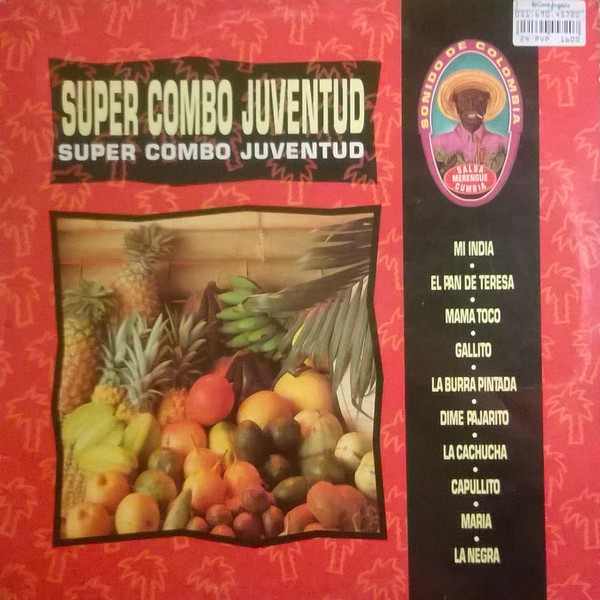 SUPER COMBO JUVENTUD
SUPER COMBO JUVENTUD
SONIDO DE COLOMBIA
SALSA
MERENGUE
CUMBIA
MI INDIA
EL PAN DE TERESA
MAMA TOCO
GALLITO
LA BURRA PINTADA
DIME PAJARITO
LA CACHUCHA
CAPULLITO
MARIA
LA NEGRA